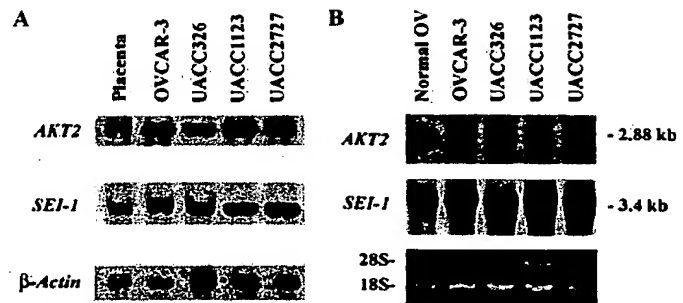 A
Placenta
OVCAR-3
UACC326
UACC1123
UACC2727
AKT2
SEI-1
β-Actin
B
Normal OV
OVCAR-3
UACC326
UACC1123
UACC2727
AKT2
- 2.88 kb
SEI-1
- 3.4 kb
28S-
18S-